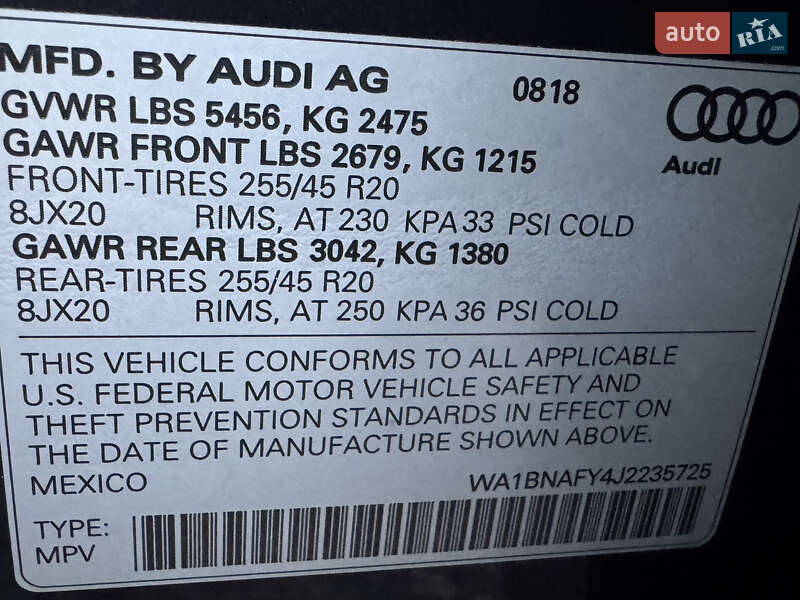 auto RIA .com
MFD. BY AUDI AG 0818
GVWR LBS 5456, KG 2475
GAWR FRONT LBS 2679, KG 1215
Audi
FRONT-TIRES 255/45 R20
8JX20 RIMS, AT 230 KPA 33 PSI COLD
GAWR REAR LBS 3042, KG 1380
REAR-TIRES 255/45 R20
8JX20 RIMS, AT 250 KPA 36 PSI COLD
THIS VEHICLE CONFORMS TO ALL APPLICABLE
U.S. FEDERAL MOTOR VEHICLE SAFETY AND
THEFT PREVENTION STANDARDS IN EFFECT ON
THE DATE OF MANUFACTURE SHOWN ABOVE.
MEXICO WA1BNAFY4J2235725
TYPE:
MPV